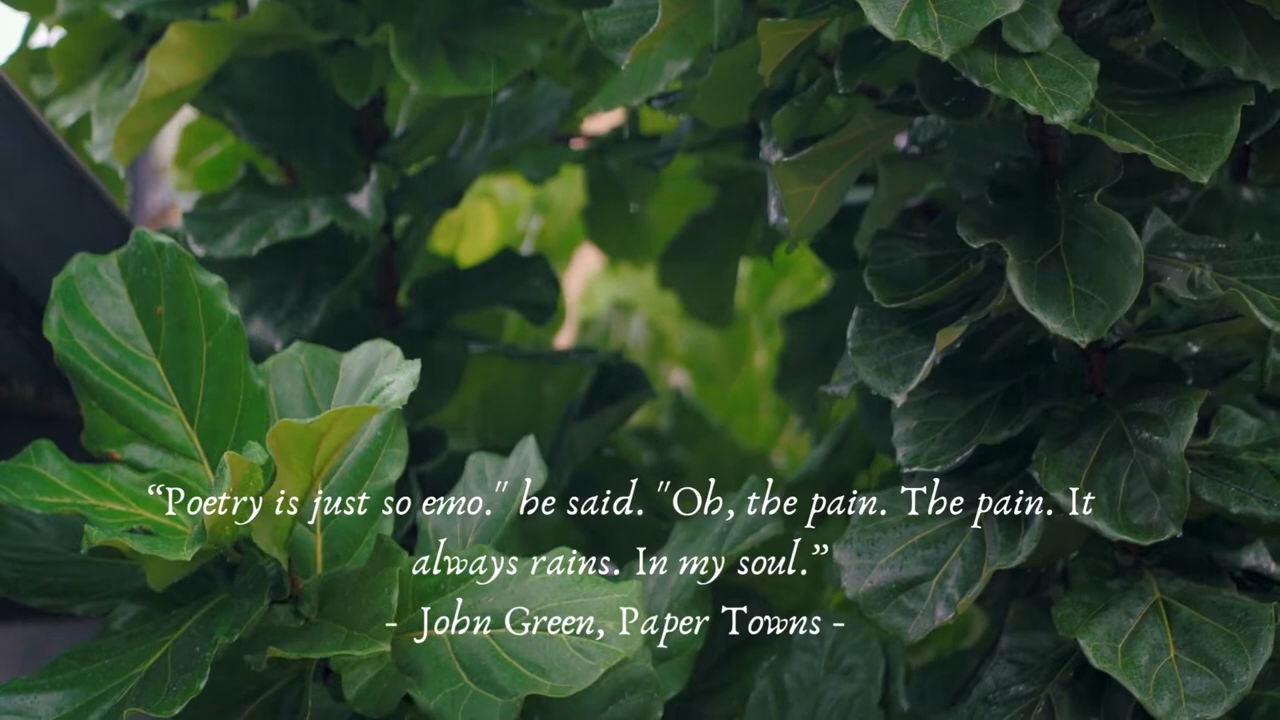 “Poetry is just so emo." he said. "Oh, the pain. The pain. It
always rains. In my soul.”
- John Green, Paper Towns -